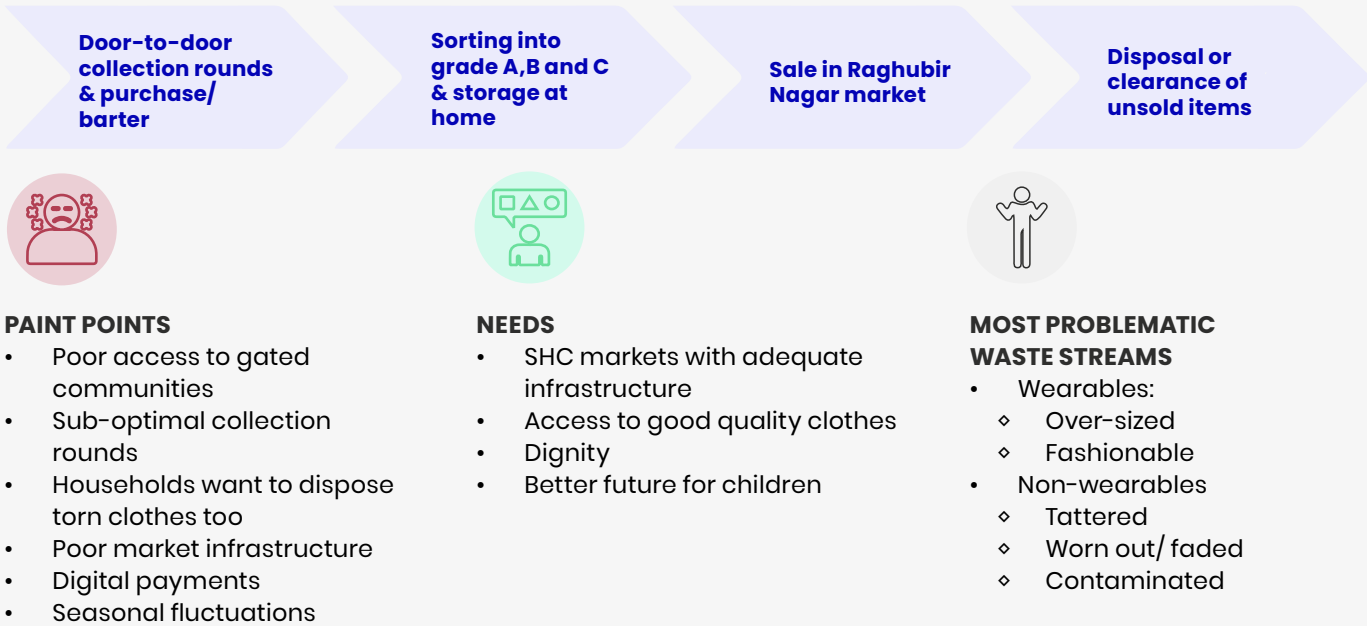 Door-to-door
collection rounds
& purchase/
barter
Sorting into
grade A,B and C
& storage at
home
Sale in Raghubir
Nagar market
Disposal or
clearance of
unsold items
PAINT POINTS
• Poor access to gated
communities
• Sub-optimal collection
rounds
• Households want to dispose
torn clothes too
• Poor market infrastructure
• Digital payments
• Seasonal fluctuations
NEEDS
• SHC markets with adequate
infrastructure
• Access to good quality clothes
• Dignity
• Better future for children
MOST PROBLEMATIC
WASTE STREAMS
• Wearables:
⋄ Over-sized
⋄ Fashionable
• Non-wearables
⋄ Tattered
⋄ Worn out/ faded
⋄ Contaminated